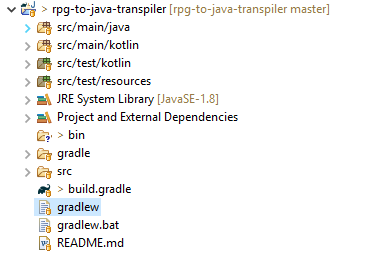 > rpg-to-java-transpiler [rpg-to-java-transpiler master]
src/main/java
src/main/kotlin
src/test/kotlin
src/test/resources
JRE System Library [JavaSE-1.8]
Project and External Dependencies
> bin
gradle
src
> build.gradle
gradlew
gradlew.bat
README.md